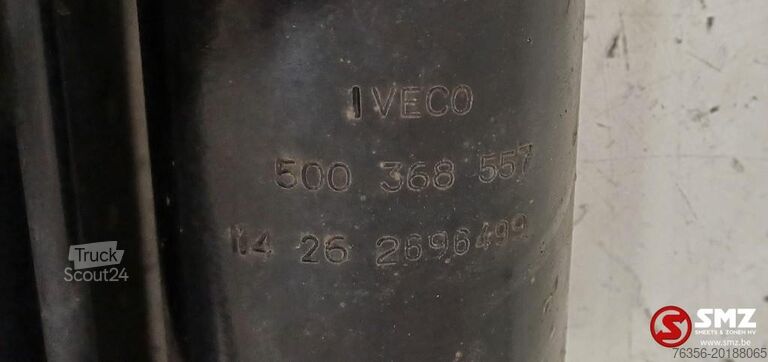 IVECO
500 368 557
14 26 2696499
Truck
Scout24
SMZ
SMEETS & ZONEN NV
www.smz.be
76356-20188065